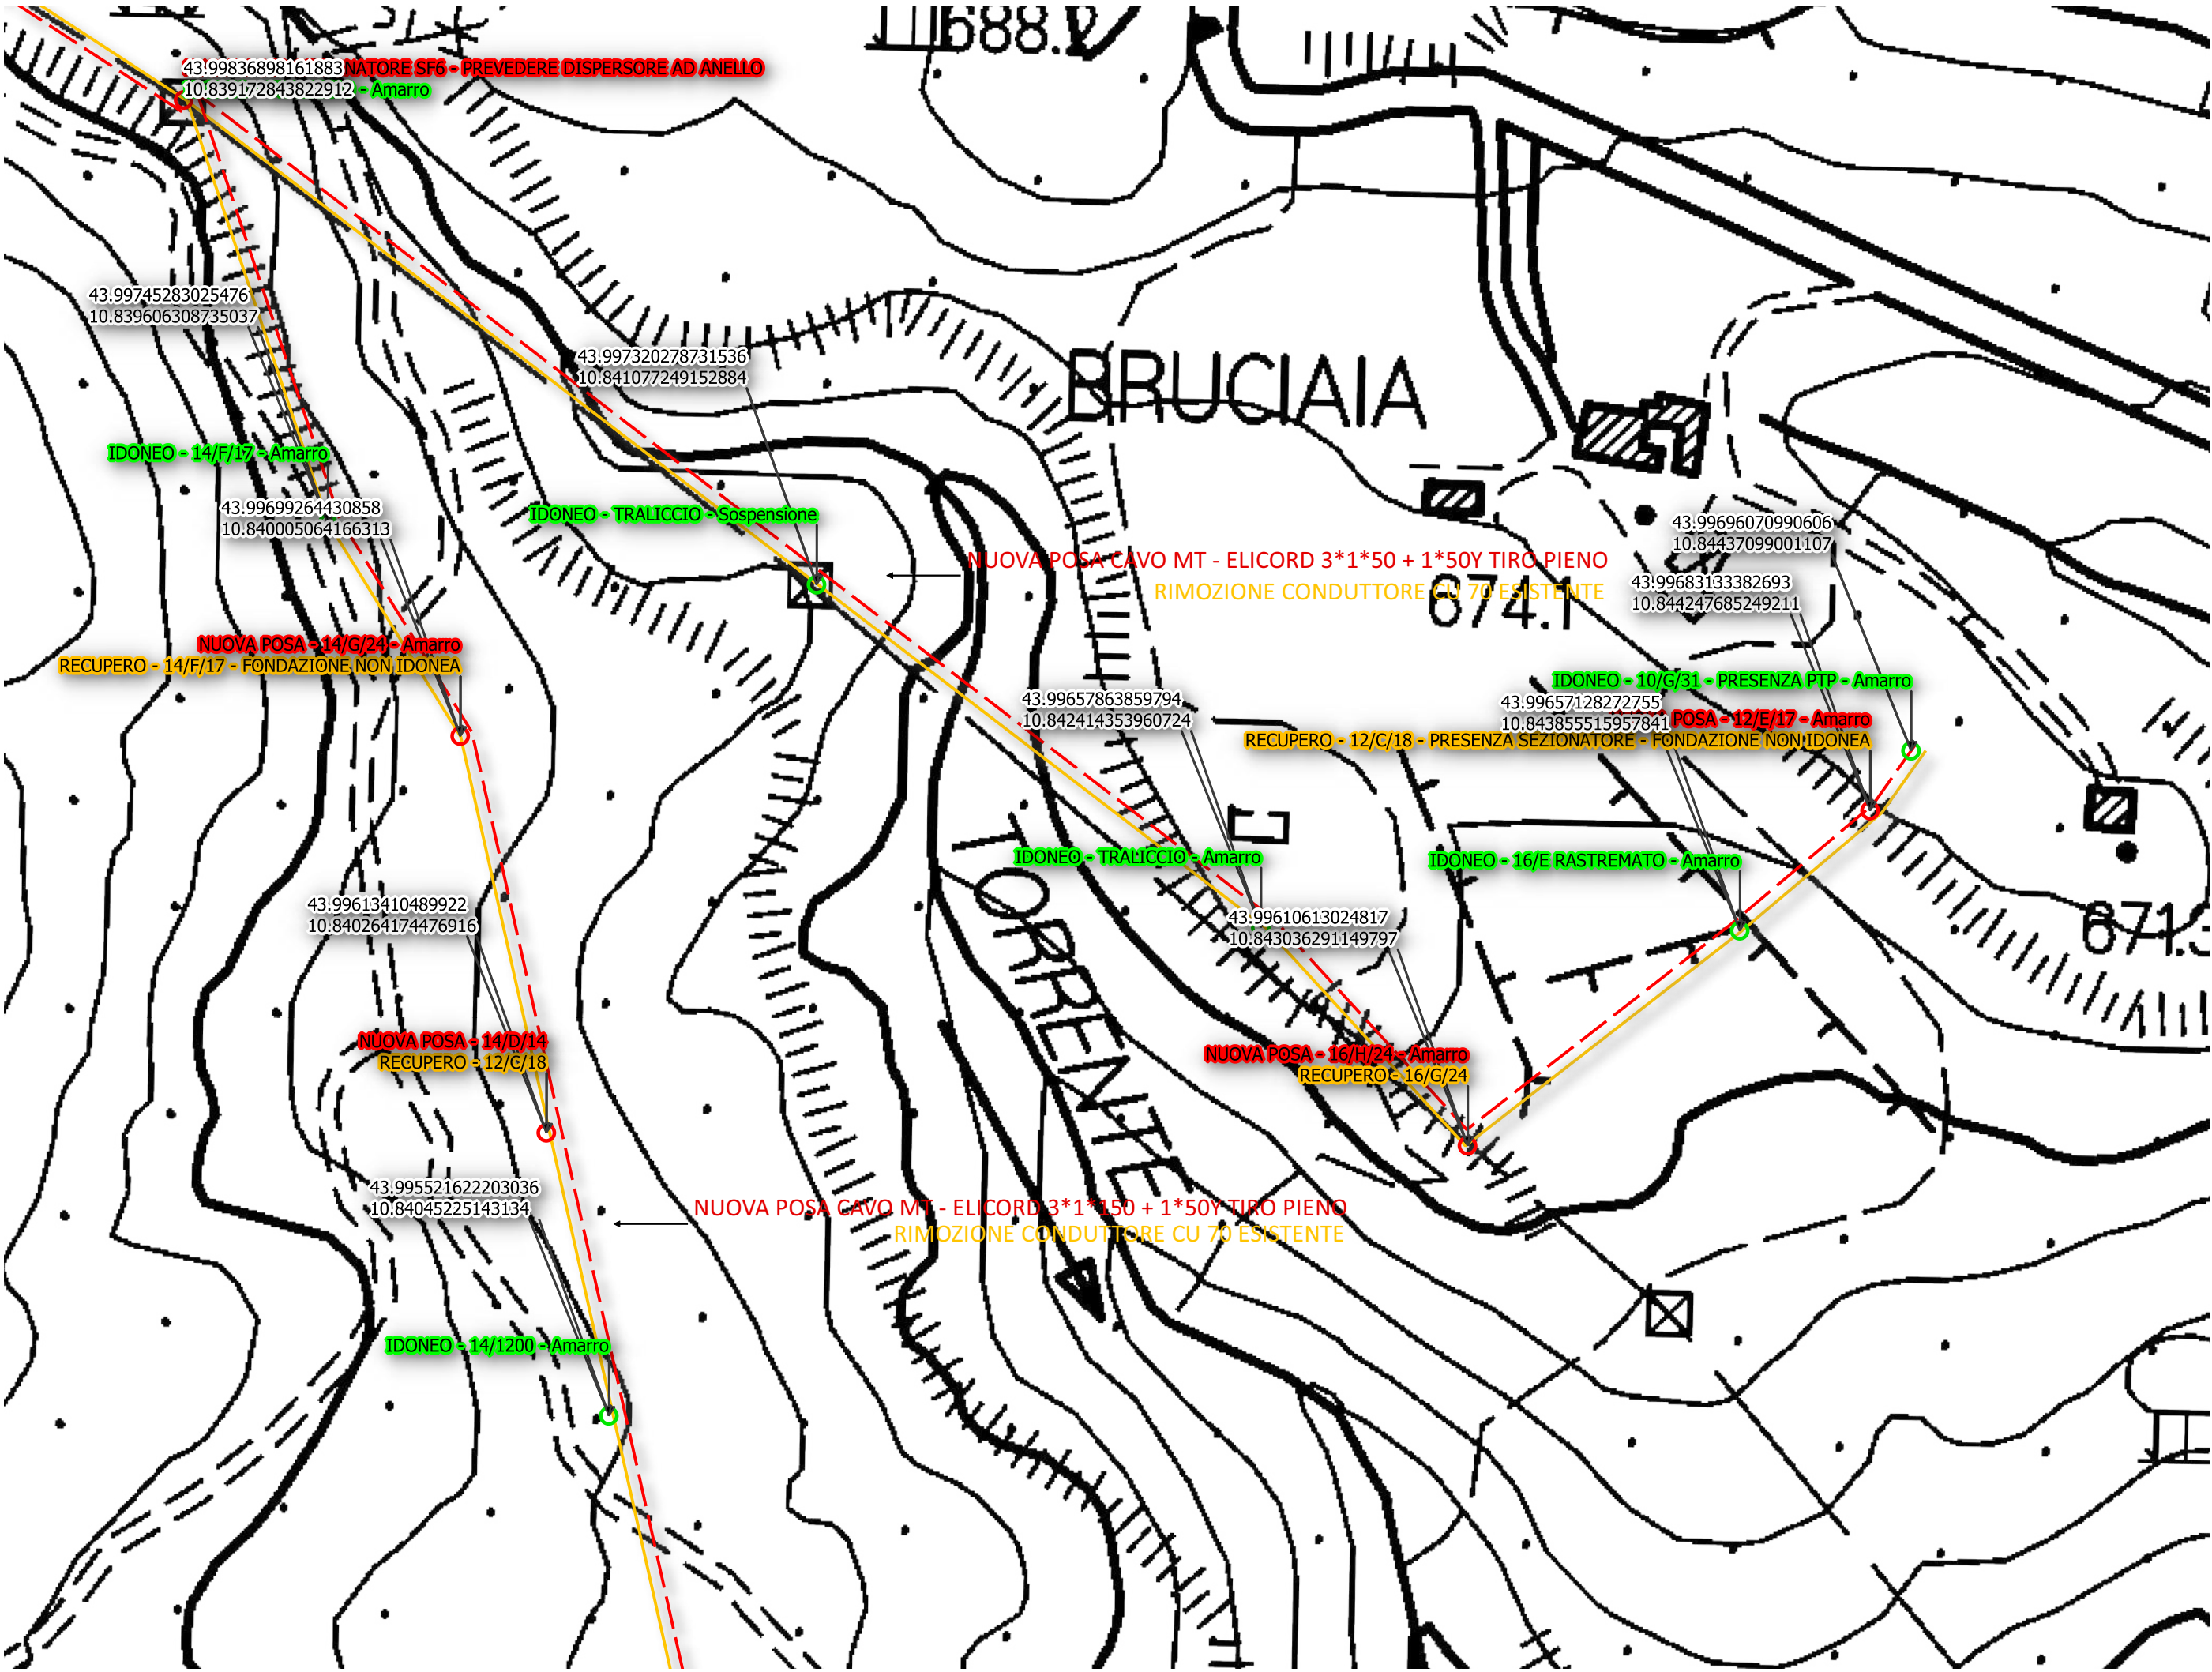 688.2
43.99836898161883 NATORE SF6 - PREVEDERE DISPERSORE AD ANELLO
10.839172843822912 - Amarro
43.99745283025476
10.839606308735037
43.997320278731536
10.841077249152884
BRUCIAIA
IDONEO - 14/F/17 - Amarro
43.99699264430858
10.840005064166313
IDONEO - TRALICCIO - Sospensione
43.99696070990606
10.84437099001107
NUOVA POSA CAVO MT - ELICORD 3*1*50 + 1*50Y TIRO PIENO
RIMOZIONE CONDUTTORE CU 70 ESISTENTE
674.1
43.99683133382693
10.844247685249211
NUOVA POSA - 14/G/24 - Amarro
RECUPERO - 14/F/17 - FONDAZIONE NON IDONEA
IDONEO - 10/G/31 - PRESENZA PTP - Amarro
43.99657863859794
10.842414353960724
43.99657128272755
10.843855515957841 POSA - 12/E/17 - Amarro
RECUPERO - 12/C/18 - PRESENZA SEZIONATORE - FONDAZIONE NON IDONEA
IDONEO - TRALICCIO - Amarro
IDONEO - 16/E RASTREMATO - Amarro
TORRENTE
43.99613410489922
10.840264174476916
43.99610613024817
10.843036291149797
671.
NUOVA POSA - 14/D/14
RECUPERO - 12/C/18
NUOVA POSA - 16/H/24 - Amarro
RECUPERO - 16/G/24
43.995521622203036
10.84045225143134
NUOVA POSA CAVO MT - ELICORD 3*1*150 + 1*50Y TIRO PIENO
RIMOZIONE CONDUTTORE CU 70 ESISTENTE
IDONEO - 14/1200 - Amarro